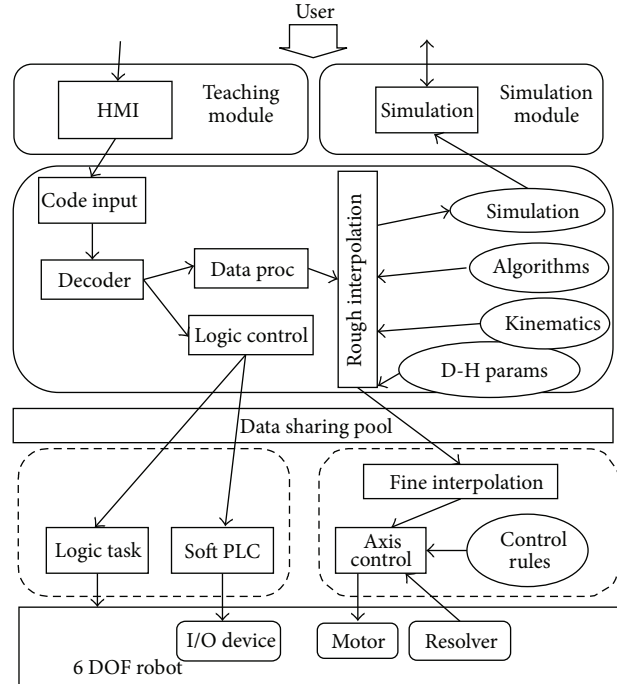 User
Teaching
module
HMI
Simulation
Simulation
module
Code input
Simulation
Decoder
Data proc
Rough interpolation
Algorithms
Logic control
Kinematics
D-H params
Data sharing pool
Fine interpolation
Logic task
Soft PLC
Axis
control
Control
rules
I/O device
Motor
Resolver
6 DOF robot